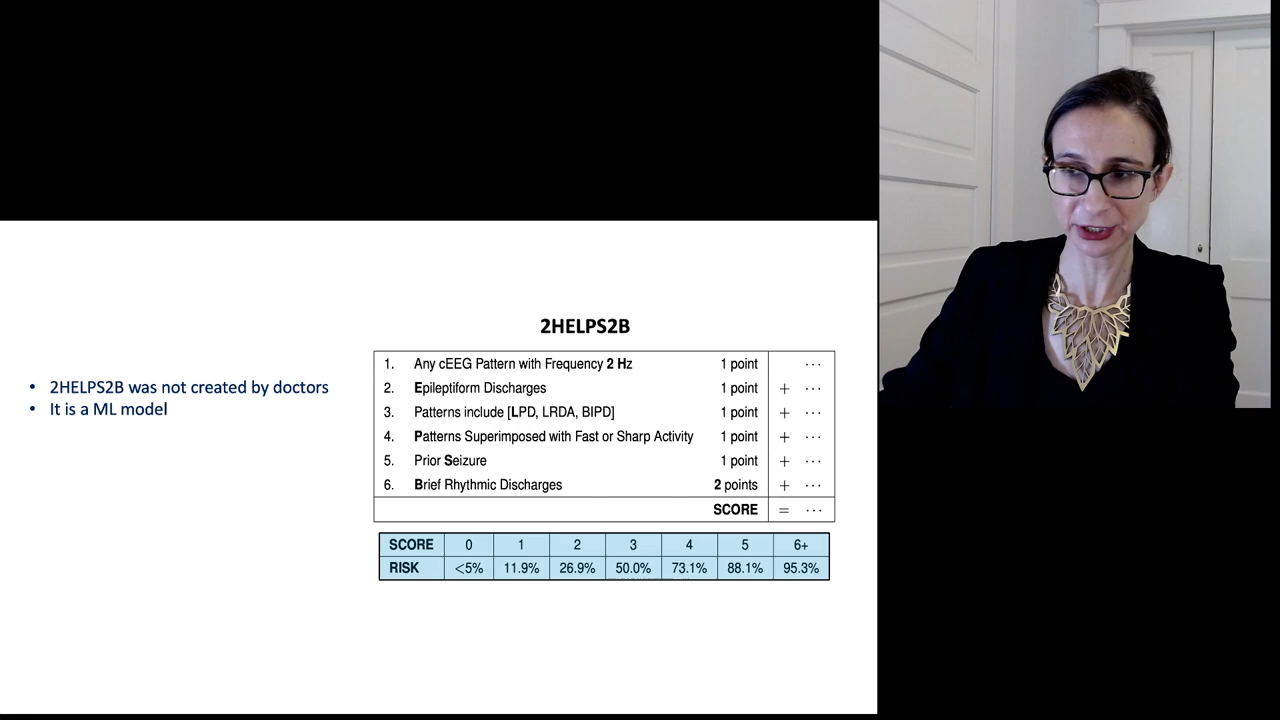 2HELPS2B
• 2HELPS2B was not created by doctors
• It is a ML model
1. Any cEEG Pattern with Frequency 2 Hz 1 point ···
2. Epileptiform Discharges 1 point + ···
3. Patterns include [LPD, LRDA, BIPD] 1 point + ···
4. Patterns Superimposed with Fast or Sharp Activity 1 point + ···
5. Prior Seizure 1 point + ···
6. Brief Rhythmic Discharges 2 points + ···
SCORE = ···
SCORE 0 1 2 3 4 5 6+
RISK <5% 11.9% 26.9% 50.0% 73.1% 88.1% 95.3%